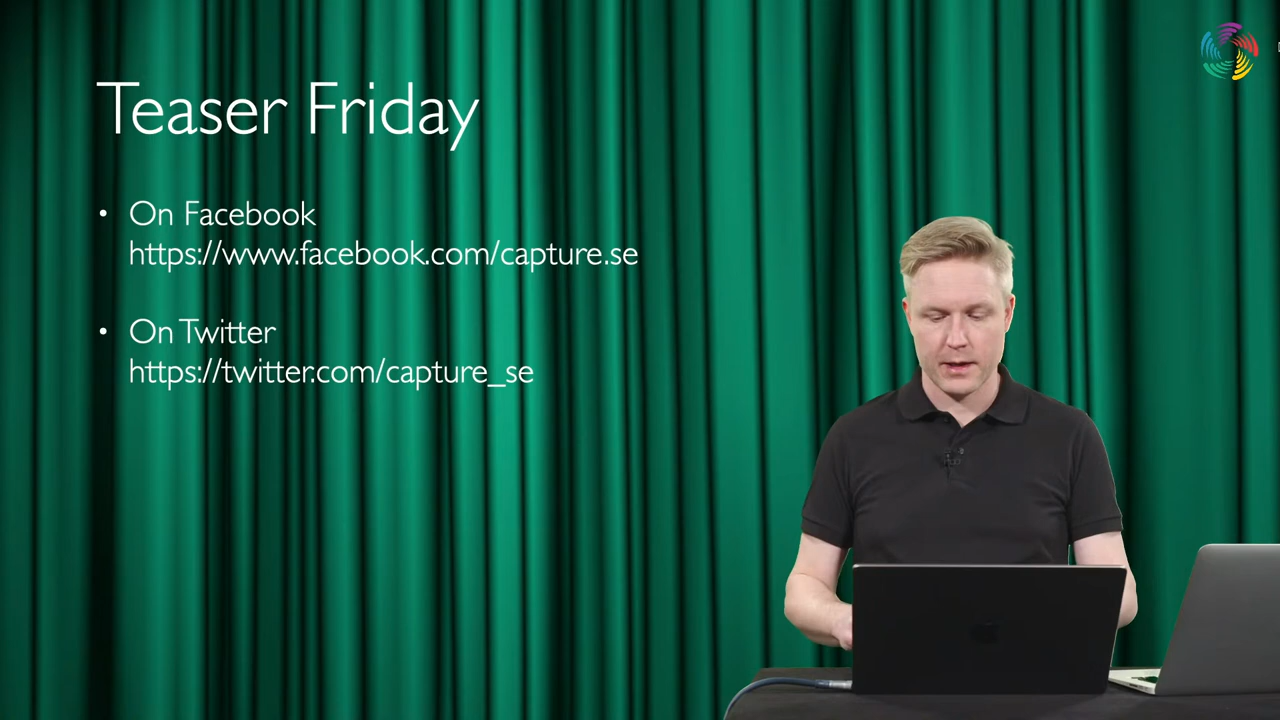 Teaser Friday
• On Facebook
https://www.facebook.com/capture.se
• On Twitter
https://twitter.com/capture_se